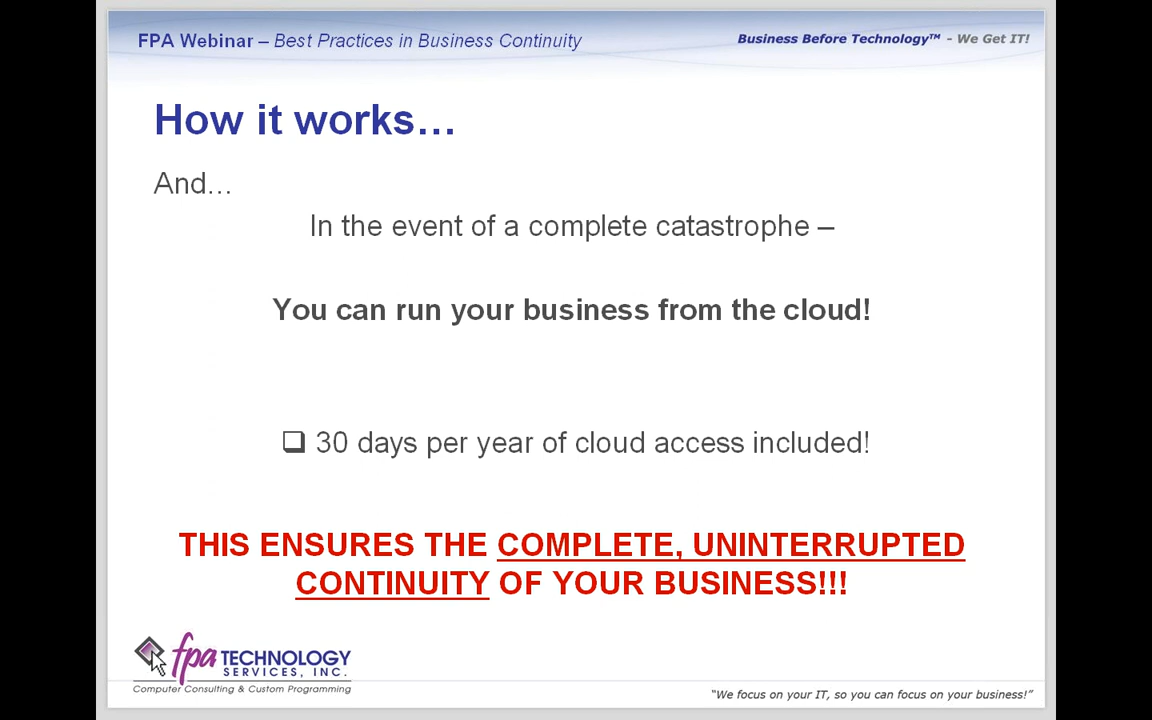 FPA Webinar – Best Practices in Business Continuity
Business Before Technology™ - We Get IT!
How it works…
And…
In the event of a complete catastrophe –
You can run your business from the cloud!
❑ 30 days per year of cloud access included!
THIS ENSURES THE COMPLETE, UNINTERRUPTED
CONTINUITY OF YOUR BUSINESS!!!
fpa TECHNOLOGY
SERVICES, INC.
Computer Consulting & Custom Programming
“We focus on your IT, so you can focus on your business!”